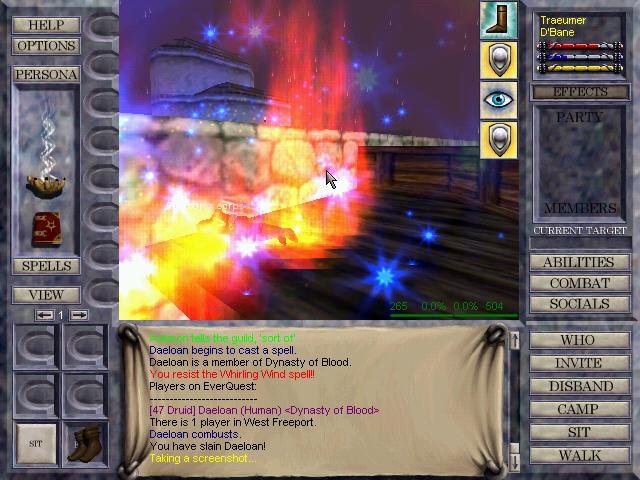 HELP
OPTIONS
PERSONA
SPELLS
VIEW
1
SIT
Traeumer
D'Bane
EFFECTS
PARTY
MEMBERS
CURRENT TARGET
ABILITIES
COMBAT
SOCIALS
WHO
INVITE
DISBAND
CAMP
SIT
WALK
265 0.0% 0.0% 504
tells the guild, 'sort of'
Daeloan begins to cast a spell.
Daeloan is a member of Dynasty of Blood.
You resist the Whirling Wind spell!!
Players on EverQuest:
---------------------------
[47 Druid] Daeloan (Human) <Dynasty of Blood>
There is 1 player in West Freeport.
Daeloan combusts.
You have slain Daeloan!
Taking a screenshot...